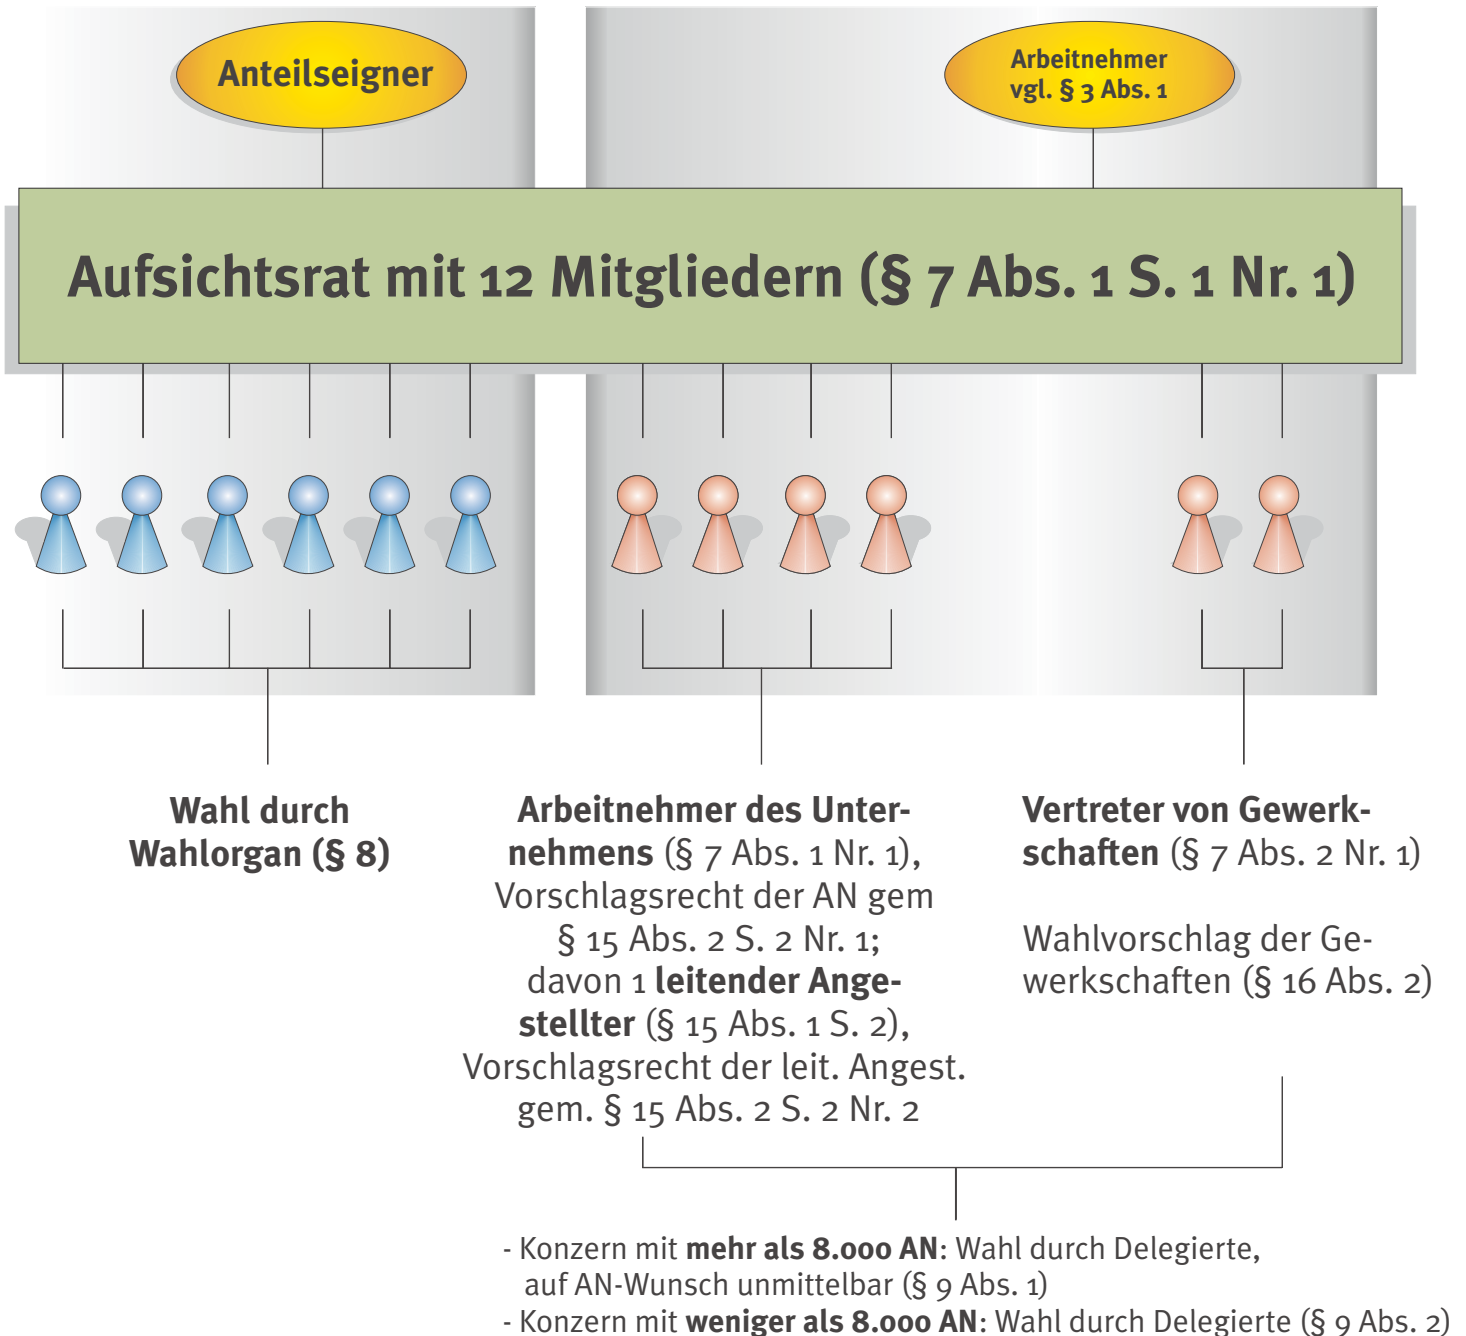 Anteilseigner
Arbeitnehmer
vgl. § 3 Abs. 1
Aufsichtsrat mit 12 Mitgliedern (§ 7 Abs. 1 S. 1 Nr. 1)
Wahl durch
Wahlorgan (§ 8)
Arbeitnehmer des Unter-
nehmens (§ 7 Abs. 1 Nr. 1),
Vorschlagsrecht der AN gem
§ 15 Abs. 2 S. 2 Nr. 1;
davon 1 leitender Ange-
stellter (§ 15 Abs. 1 S. 2),
Vorschlagsrecht der leit. Angest.
gem. § 15 Abs. 2 S. 2 Nr. 2
Vertreter von Gewerk-
schaften (§ 7 Abs. 2 Nr. 1)
Wahlvorschlag der Ge-
werkschaften (§ 16 Abs. 2)
- Konzern mit mehr als 8.000 AN: Wahl durch Delegierte,
auf AN-Wunsch unmittelbar (§ 9 Abs. 1)
- Konzern mit weniger als 8.000 AN: Wahl durch Delegierte (§ 9 Abs. 2)